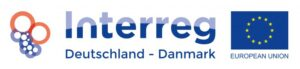 Interreg
Deutschland - Danmark
EUROPEAN UNION